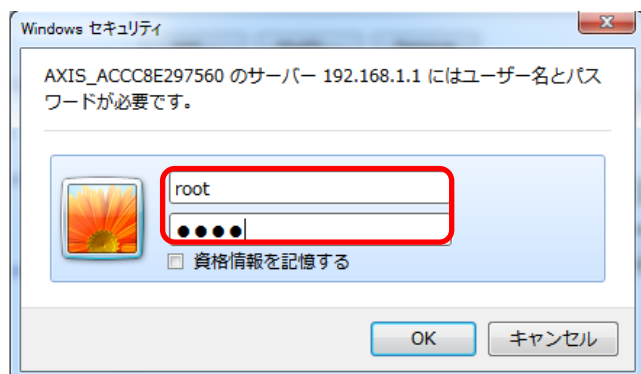 Windows セキュリティ
AXIS_ACCC8E297560 のサーバー 192.168.1.1 にはユーザー名とパス
ワードが必要です。
root
●●●●
資格情報を記憶する
OK
キャンセル